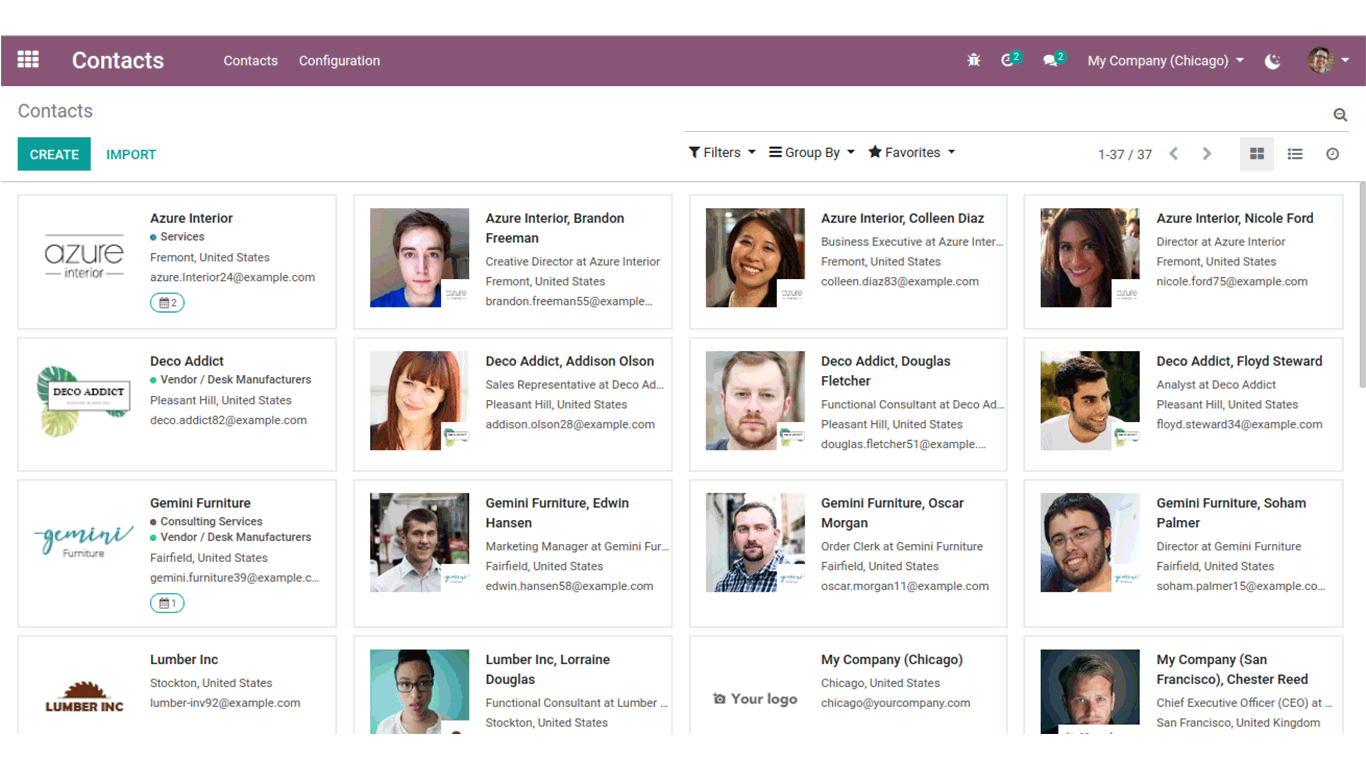 Contacts Contacts Configuration 2 2 My Company (Chicago)
Contacts
CREATE IMPORT Filters Group By Favorites 1-37 / 37
azure
interior
Azure Interior
Services
Fremont, United States
azure.Interior24@example.com
2
Azure Interior, Brandon
Freeman
Creative Director at Azure Interior
Fremont, United States
brandon.freeman55@example...
azure
Azure Interior, Colleen Diaz
Business Executive at Azure Inter...
Fremont, United States
colleen.diaz83@example.com
azure
Azure Interior, Nicole Ford
Director at Azure Interior
Fremont, United States
nicole.ford75@example.com
azure
DECO ADDICT
Deco Addict
Vendor / Desk Manufacturers
Pleasant Hill, United States
deco.addict82@example.com
Deco Addict, Addison Olson
Sales Representative at Deco Ad...
Pleasant Hill, United States
addison.olson28@example.com
DECO ADDICT
Deco Addict, Douglas
Fletcher
Functional Consultant at Deco Ad...
Pleasant Hill, United States
douglas.fletcher51@example....
DECO ADDICT
Deco Addict, Floyd Steward
Analyst at Deco Addict
Pleasant Hill, United States
floyd.steward34@example.com
DECO ADDICT
gemini
Furniture
Gemini Furniture
Consulting Services
Vendor / Desk Manufacturers
Fairfield, United States
gemini.furniture39@example.c...
1
Gemini Furniture, Edwin
Hansen
Marketing Manager at Gemini Fur...
Fairfield, United States
edwin.hansen58@example.com
gemini
Gemini Furniture, Oscar
Morgan
Order Clerk at Gemini Furniture
Fairfield, United States
oscar.morgan11@example.com
gemini
Gemini Furniture, Soham
Palmer
Director at Gemini Furniture
Fairfield, United States
soham.palmer15@example.co...
gemini
LUMBER INC
Lumber Inc
Stockton, United States
lumber-inv92@example.com
Lumber Inc, Lorraine
Douglas
Functional Consultant at Lumber ...
Stockton, United States
Your logo
My Company (Chicago)
Chicago, United States
chicago@yourcompany.com
My Company (San
Francisco), Chester Reed
Chief Executive Officer (CEO) at ...
San Francisco, United Kingdom